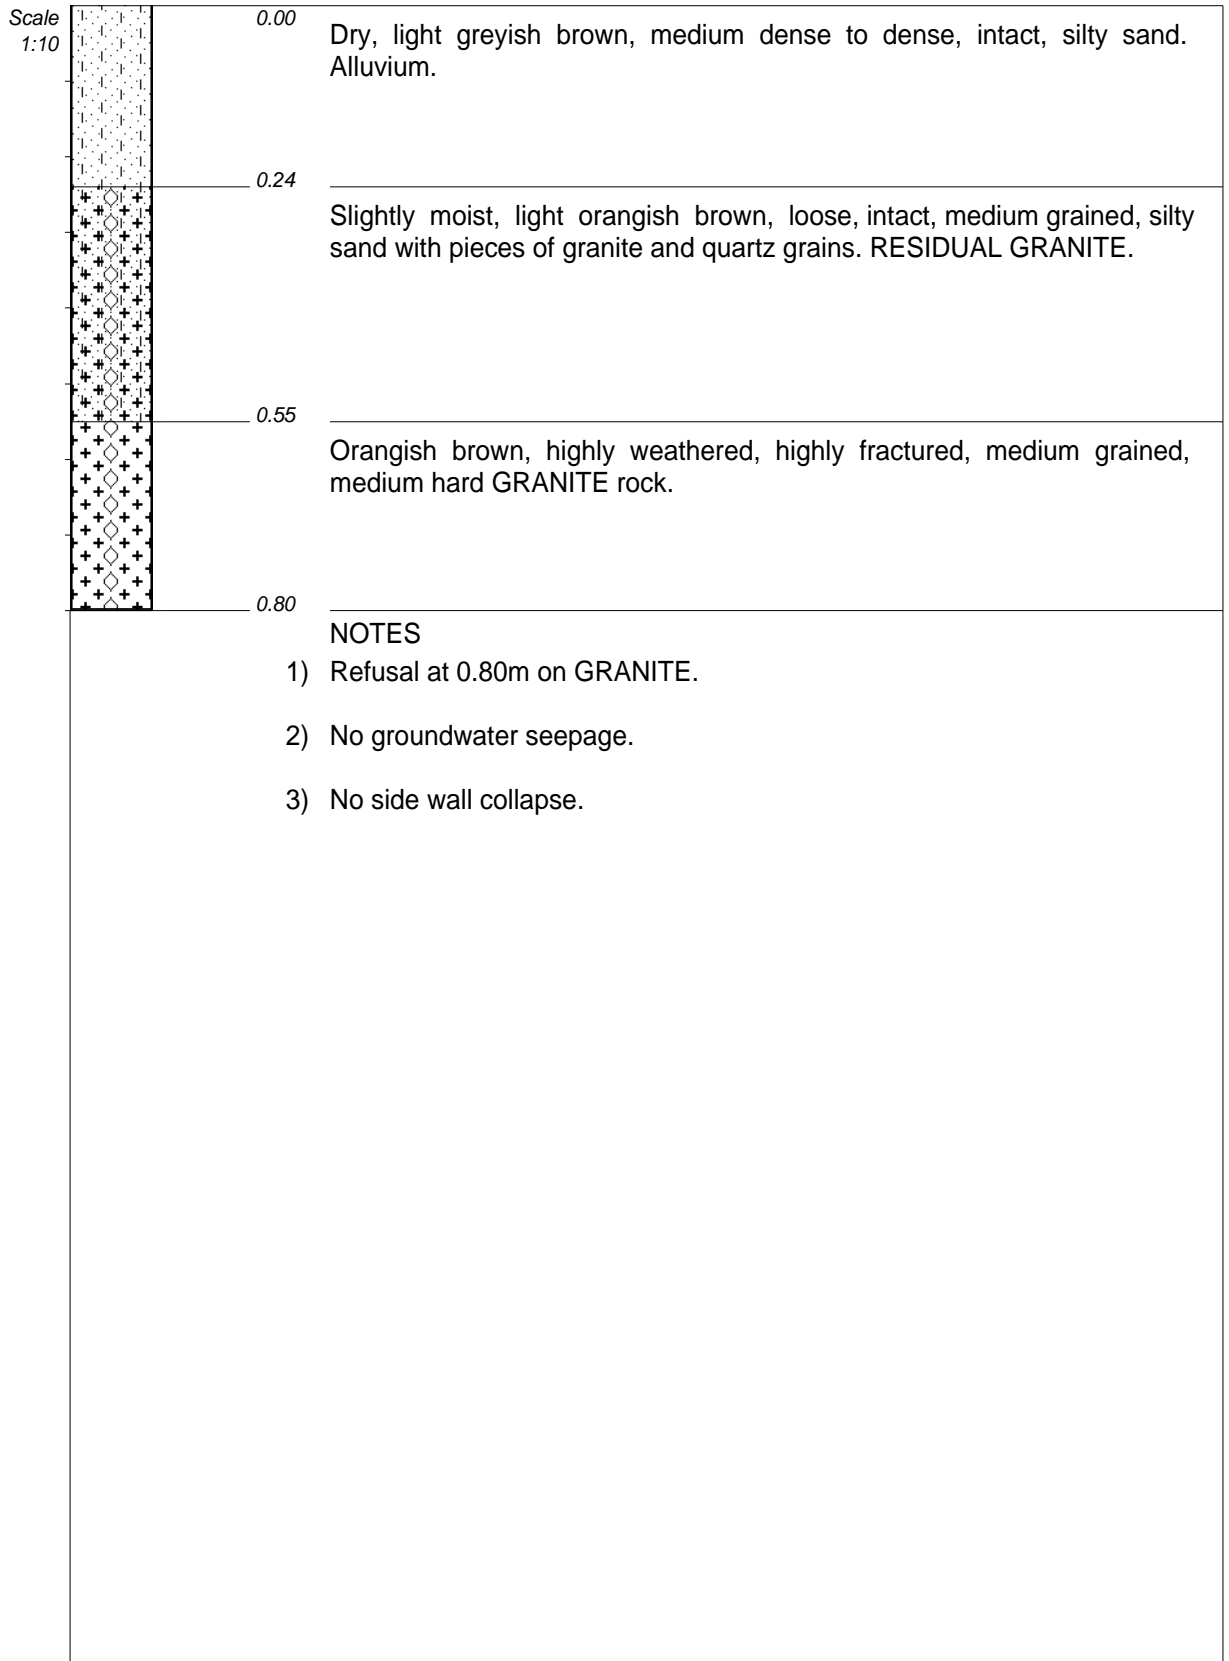 Scale
1:10
0.00
Dry, light greyish brown, medium dense to dense, intact, silty sand.
Alluvium.
0.24
Slightly moist, light orangish brown, loose, intact, medium grained, silty
sand with pieces of granite and quartz grains. RESIDUAL GRANITE.
0.55
Orangish brown, highly weathered, highly fractured, medium grained,
medium hard GRANITE rock.
0.80
NOTES
1) Refusal at 0.80m on GRANITE.
2) No groundwater seepage.
3) No side wall collapse.